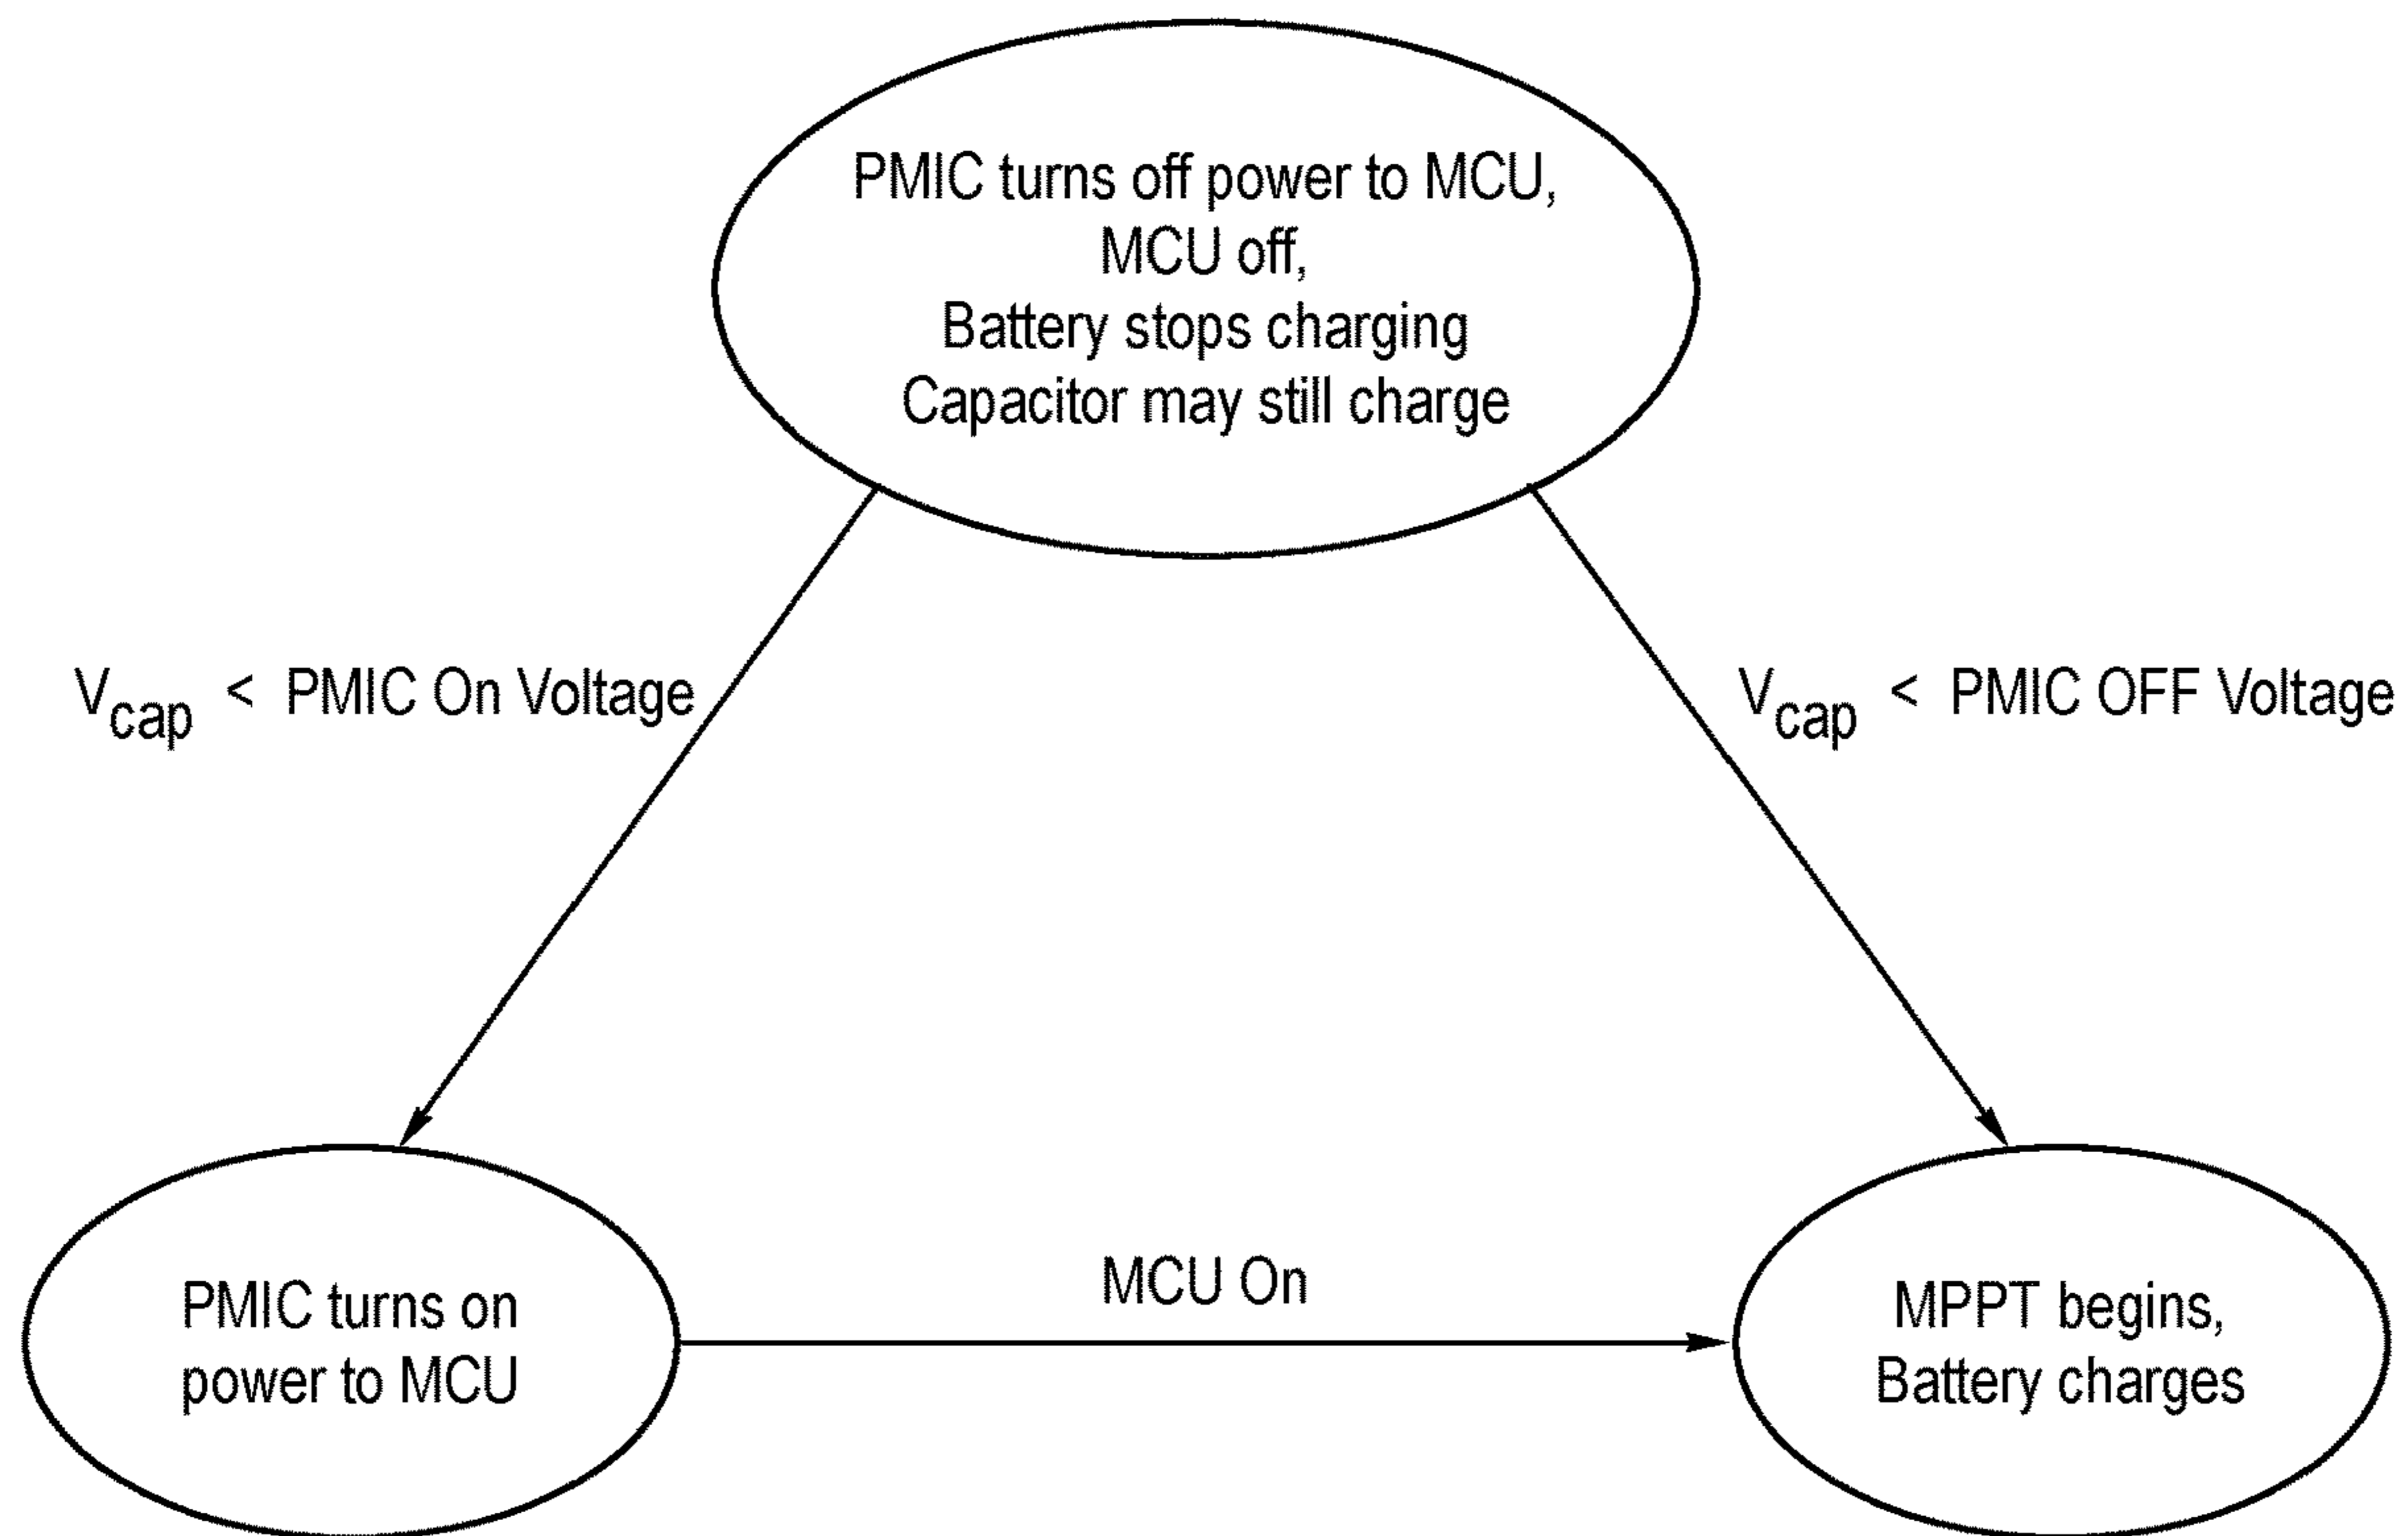 PMIC turns off power to MCU,
MCU off,
Battery stops charging
Capacitor may still charge
Vcap < PMIC On Voltage
Vcap < PMIC OFF Voltage
MCU On
PMIC turns on
power to MCU
MPPT begins,
Battery charges